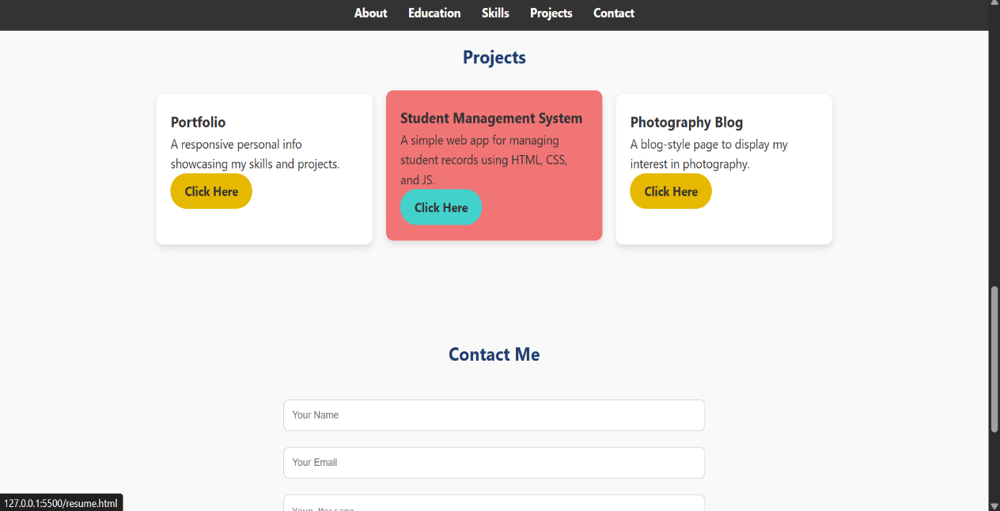 About Education Skills Projects Contact
Projects
Portfolio
A responsive personal info
showcasing my skills and projects.
Click Here
Student Management System
A simple web app for managing
student records using HTML, CSS,
and JS.
Click Here
Photography Blog
A blog-style page to display my
interest in photography.
Click Here
Contact Me
Your Name
Your Email
Your Message
127.0.0.1:5500/resume.html